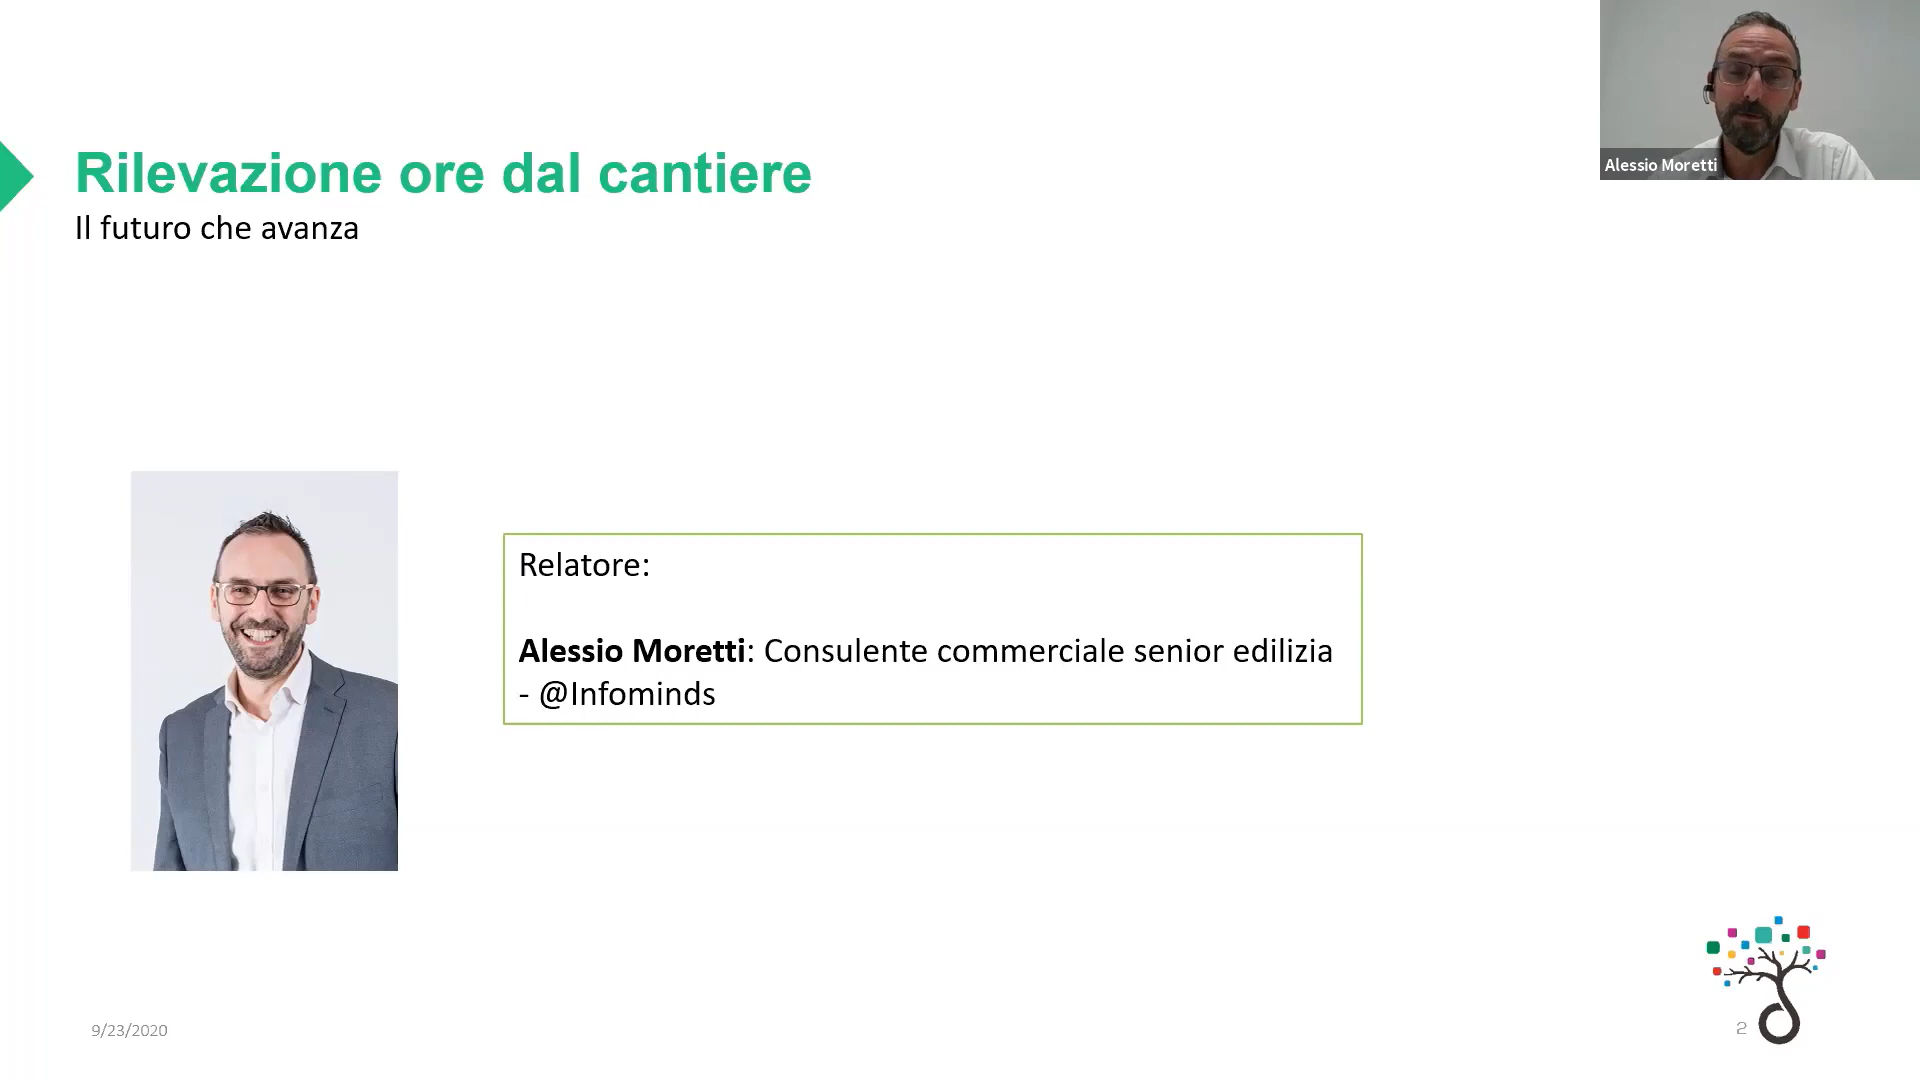 Alessio Moretti
Rilevazione ore dal cantiere
Il futuro che avanza
Relatore:
Alessio Moretti: Consulente commerciale senior edilizia
- @Infominds
9/23/2020
2